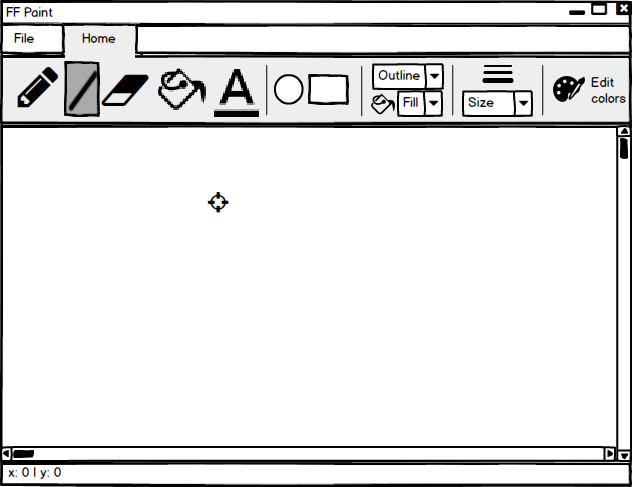 FF Paint
File
Home
A
Outline
Fill
Size
Edit
colors
x: 0 | y: 0